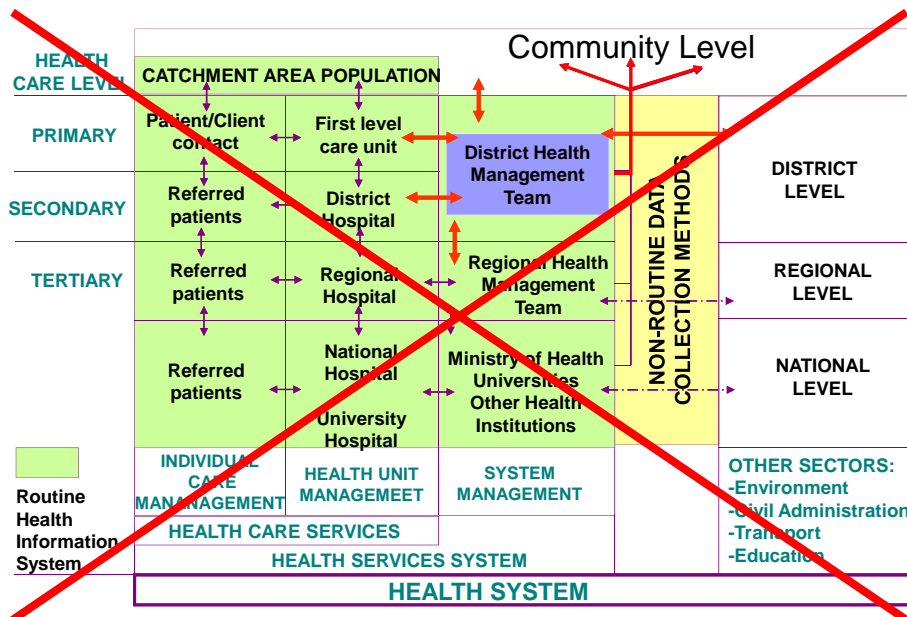 Community Level
HEALTH
CARE LEVEL
CATCHMENT AREA POPULATION
PRIMARY
Patient/Client
contact
First level
care unit
District Health
Management
Team
DISTRICT
LEVEL
SECONDARY
Referred
patients
District
Hospital
TERTIARY
Referred
patients
Regional
Hospital
Regional Health
Management
Team
REGIONAL
LEVEL
Referred
patients
National
Hospital
University
Hospital
Ministry of Health
Universities
Other Health
Institutions
NATIONAL
LEVEL
NON-ROUTINE DATA
COLLECTION METHODS
Routine
Health
Information
System
INDIVIDUAL
CARE
MANANAGEMENT
HEALTH UNIT
MANAGEMEET
SYSTEM
MANAGEMENT
OTHER SECTORS:
-Environment
-Civil Administration
-Transport
-Education
HEALTH CARE SERVICES
HEALTH SERVICES SYSTEM
HEALTH SYSTEM